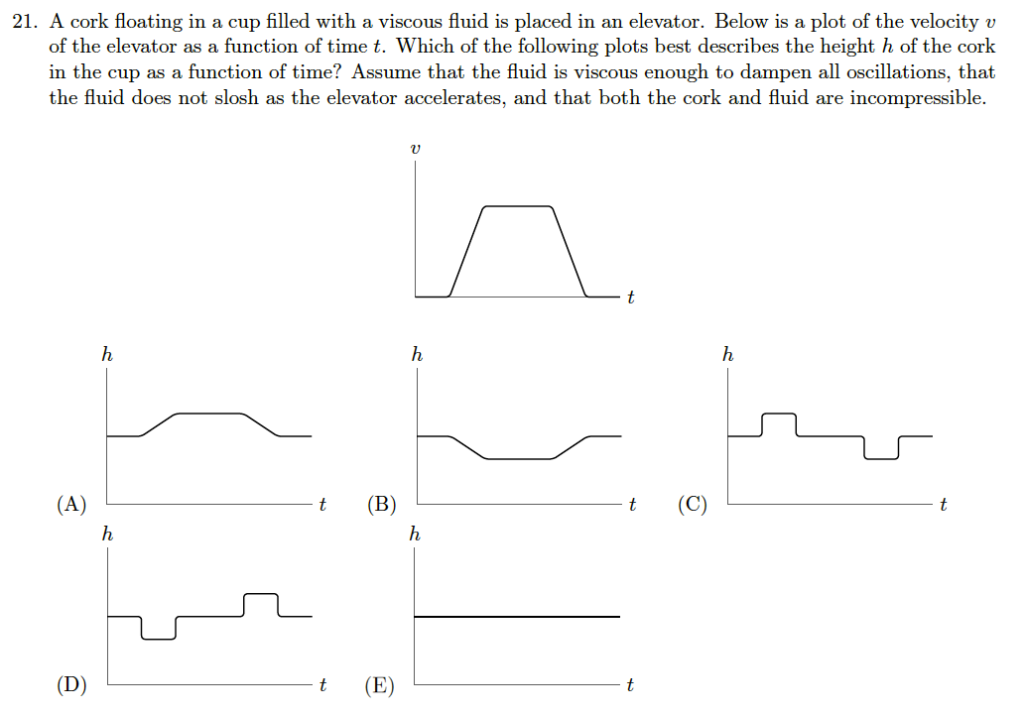 21. A cork floating in a cup filled with a viscous fluid is placed in an elevator. Below is a plot of the velocity v
of the elevator as a function of time t. Which of the following plots best describes the height h of the cork
in the cup as a function of time? Assume that the fluid is viscous enough to dampen all oscillations, that
the fluid does not slosh as the elevator accelerates, and that both the cork and fluid are incompressible.
v
t
h h h
(A) t (B) t (C) t
h h
(D) t (E) t